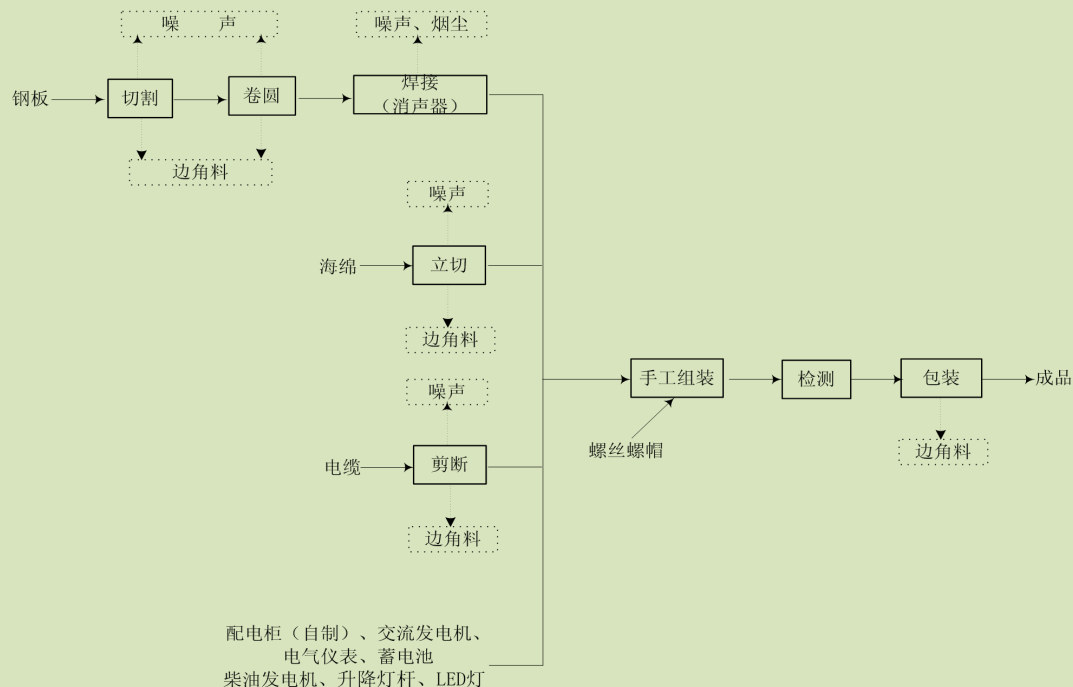 噪 声
噪声、烟尘
钢板
切割
卷圆
焊接
（消声器）
边角料
噪声
海绵
立切
边角料
噪声
电缆
剪断
边角料
手工组装
检测
包装
成品
螺丝螺帽
边角料
配电柜（自制）、交流发电机、
电气仪表、蓄电池
柴油发电机、升降灯杆、LED灯